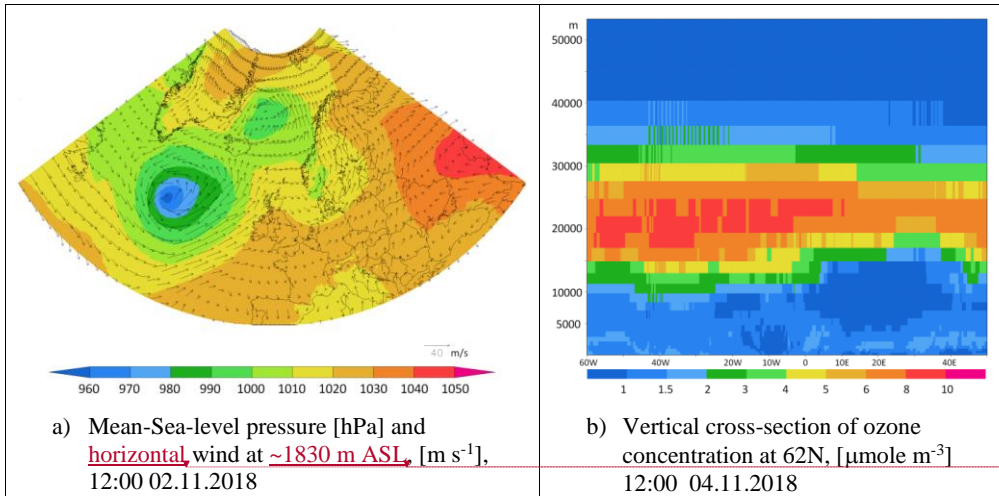 40 m/s
960 970 980 990 1000 1010 1020 1030 1040 1050
a) Mean-Sea-level pressure [hPa] and
horizontal wind at ~1830 m ASL, [m s-1],
12:00 02.11.2018
m
50000
40000
30000
20000
10000
5000
60W 40W 20W 10W 0 20E 40E
1 1.5 2 3 4 5 6 8 10
b) Vertical cross-section of ozone
concentration at 62N, [µmole m-3]
12:00 04.11.2018